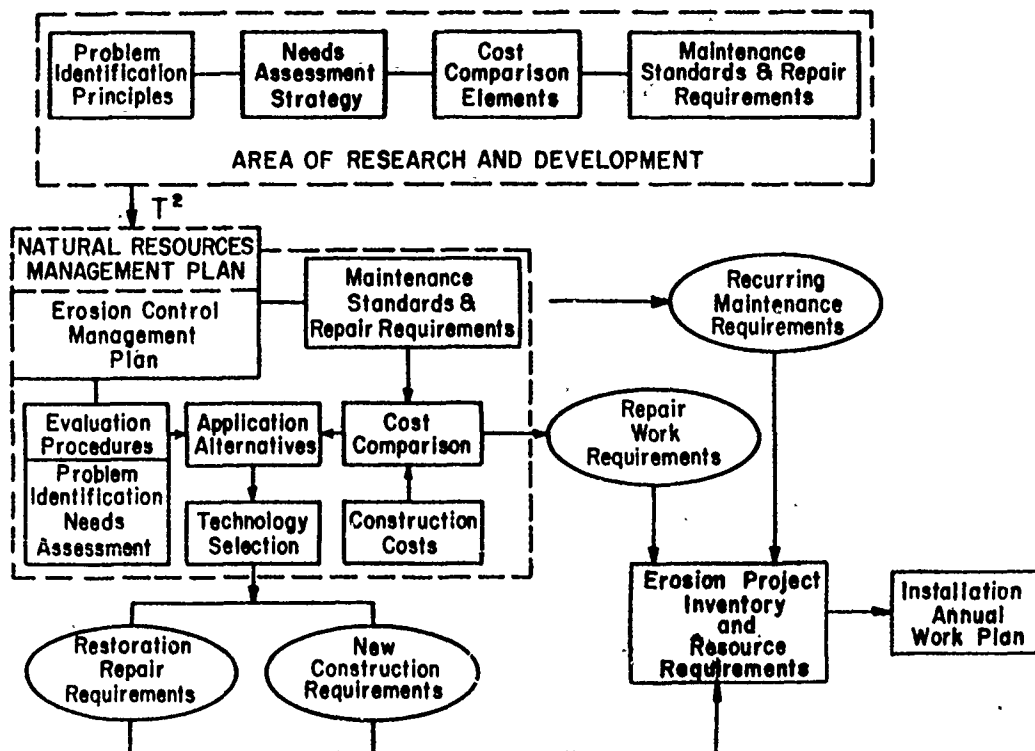 Problem
Identification
Principles
Needs
Assessment
Strategy
Cost
Comparison
Elements
Maintenance
Standards & Repair
Requirements
AREA OF RESEARCH AND DEVELOPMENT
T²
NATURAL RESOURCES
MANAGEMENT PLAN
Erosion Control
Management
Plan
Maintenance
Standards &
Repair Requirements
Recurring
Maintenance
Requirements
Evaluation
Procedures
Problem
Identification
Needs
Assessment
Application
Alternatives
Cost
Comparison
Repair
Work
Requirements
Technology
Selection
Construction
Costs
Erosion Project
Inventory
and
Resource
Requirements
Installation
Annual
Work Plan
Restoration
Repair
Requirements
New
Construction
Requirements